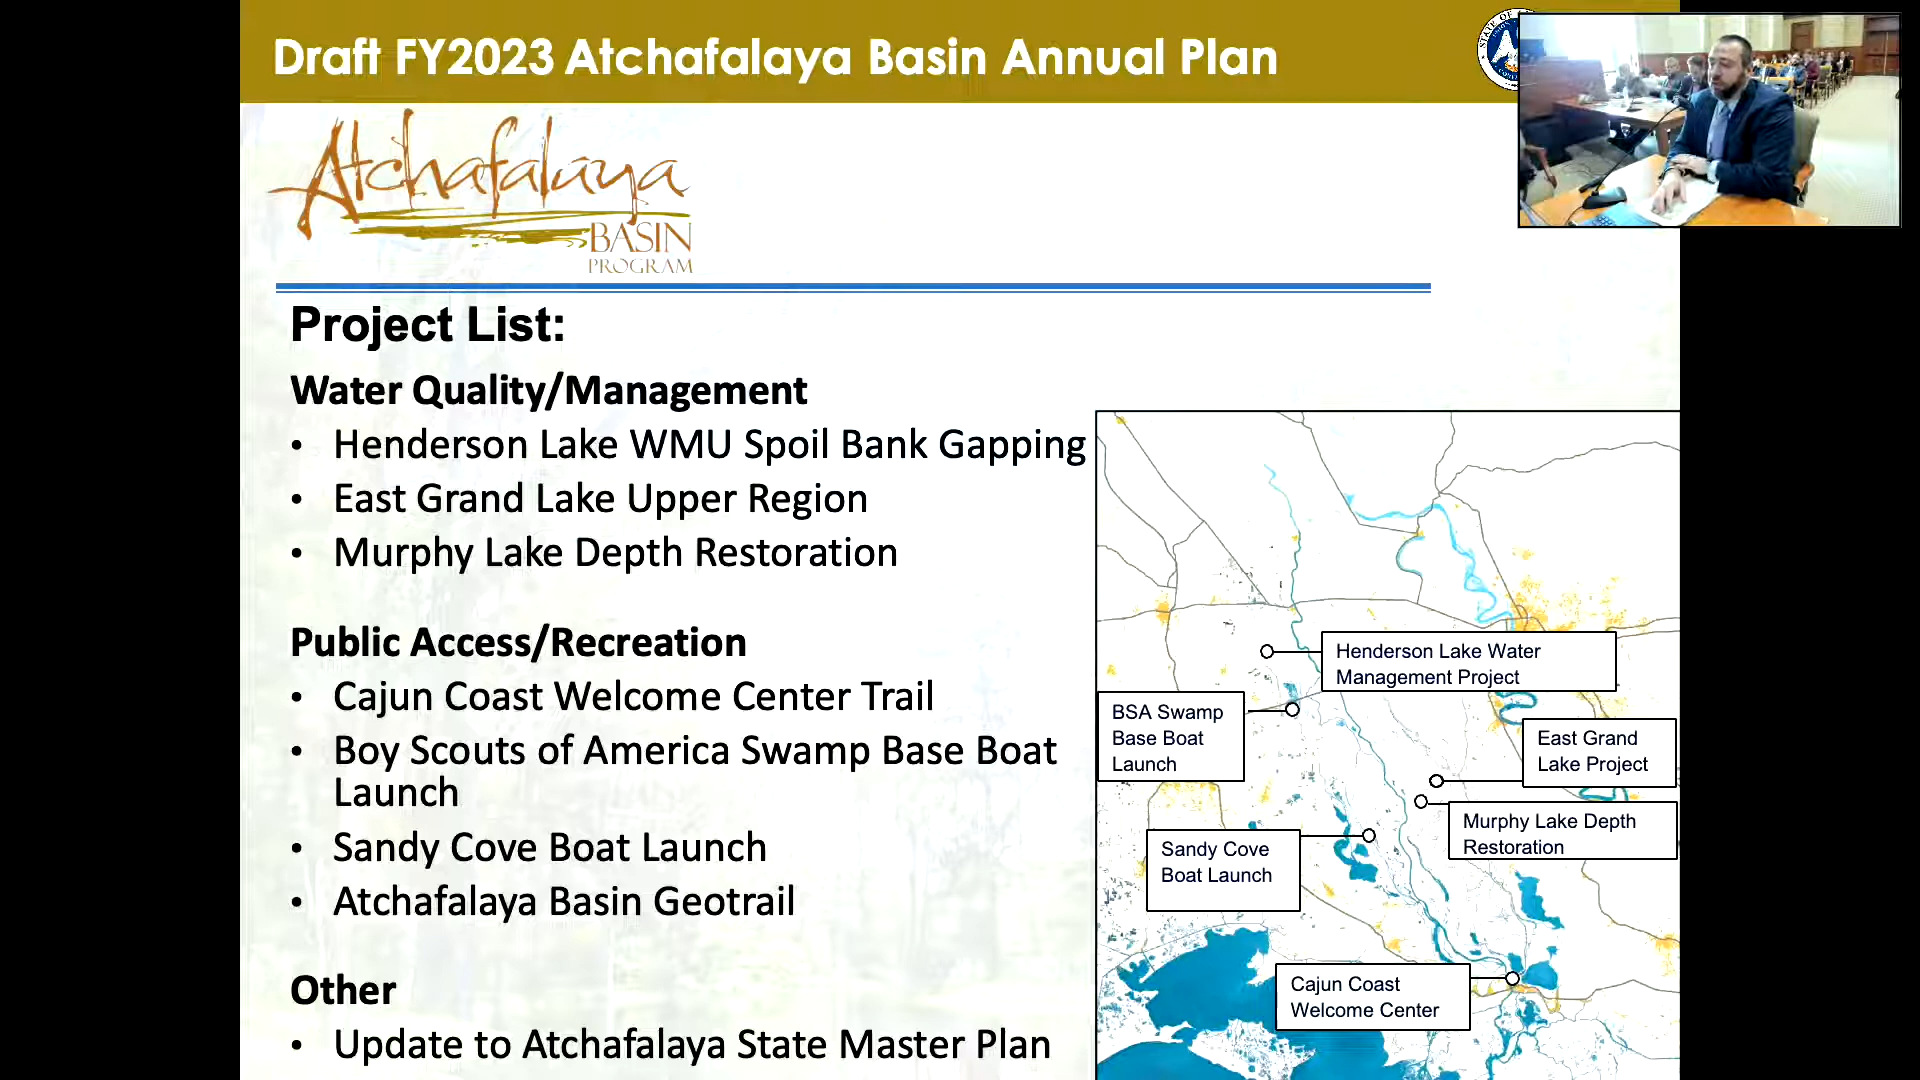 Draft FY2023 Atchafalaya Basin Annual Plan
STATE OF
Atchafalaya
BASIN
PROGRAM
Project List:
Water Quality/Management
• Henderson Lake WMU Spoil Bank Gapping
• East Grand Lake Upper Region
• Murphy Lake Depth Restoration
Public Access/Recreation
• Cajun Coast Welcome Center Trail
• Boy Scouts of America Swamp Base Boat
Launch
• Sandy Cove Boat Launch
• Atchafalaya Basin Geotrail
Other
• Update to Atchafalaya State Master Plan
Henderson Lake Water
Management Project
BSA Swamp
Base Boat
Launch
East Grand
Lake Project
Murphy Lake Depth
Restoration
Sandy Cove
Boat Launch
Cajun Coast
Welcome Center